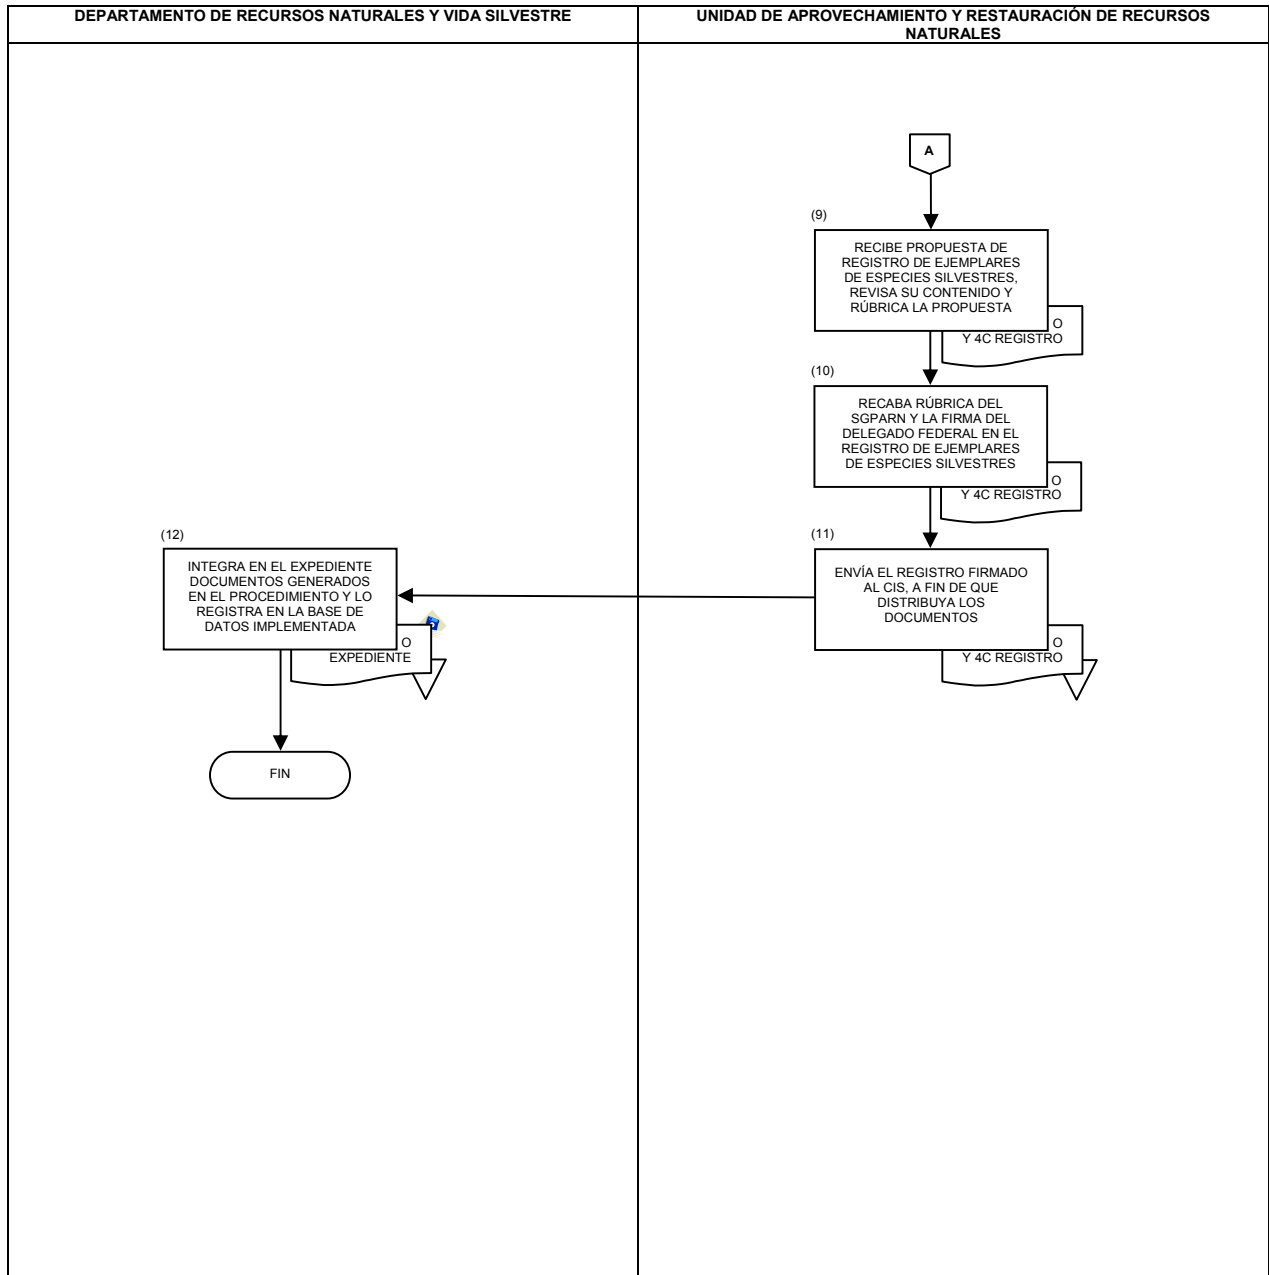 DEPARTAMENTO DE RECURSOS NATURALES Y VIDA SILVESTRE
UNIDAD DE APROVECHAMIENTO Y RESTAURACIÓN DE RECURSOS
NATURALES
A
(9)
RECIBE PROPUESTA DE
REGISTRO DE EJEMPLARES
DE ESPECIES SILVESTRES,
REVISA SU CONTENIDO Y
RÚBRICA LA PROPUESTA
O
Y 4C REGISTRO
(10)
RECABA RÚBRICA DEL
SGPARN Y LA FIRMA DEL
DELEGADO FEDERAL EN EL
REGISTRO DE EJEMPLARES
DE ESPECIES SILVESTRES
O
Y 4C REGISTRO
(11)
ENVÍA EL REGISTRO FIRMADO
AL CIS, A FIN DE QUE
DISTRIBUYA LOS
DOCUMENTOS
O
Y 4C REGISTRO
(12)
INTEGRA EN EL EXPEDIENTE
DOCUMENTOS GENERADOS
EN EL PROCEDIMIENTO Y LO
REGISTRA EN LA BASE DE
DATOS IMPLEMENTADA
O
EXPEDIENTE
FIN